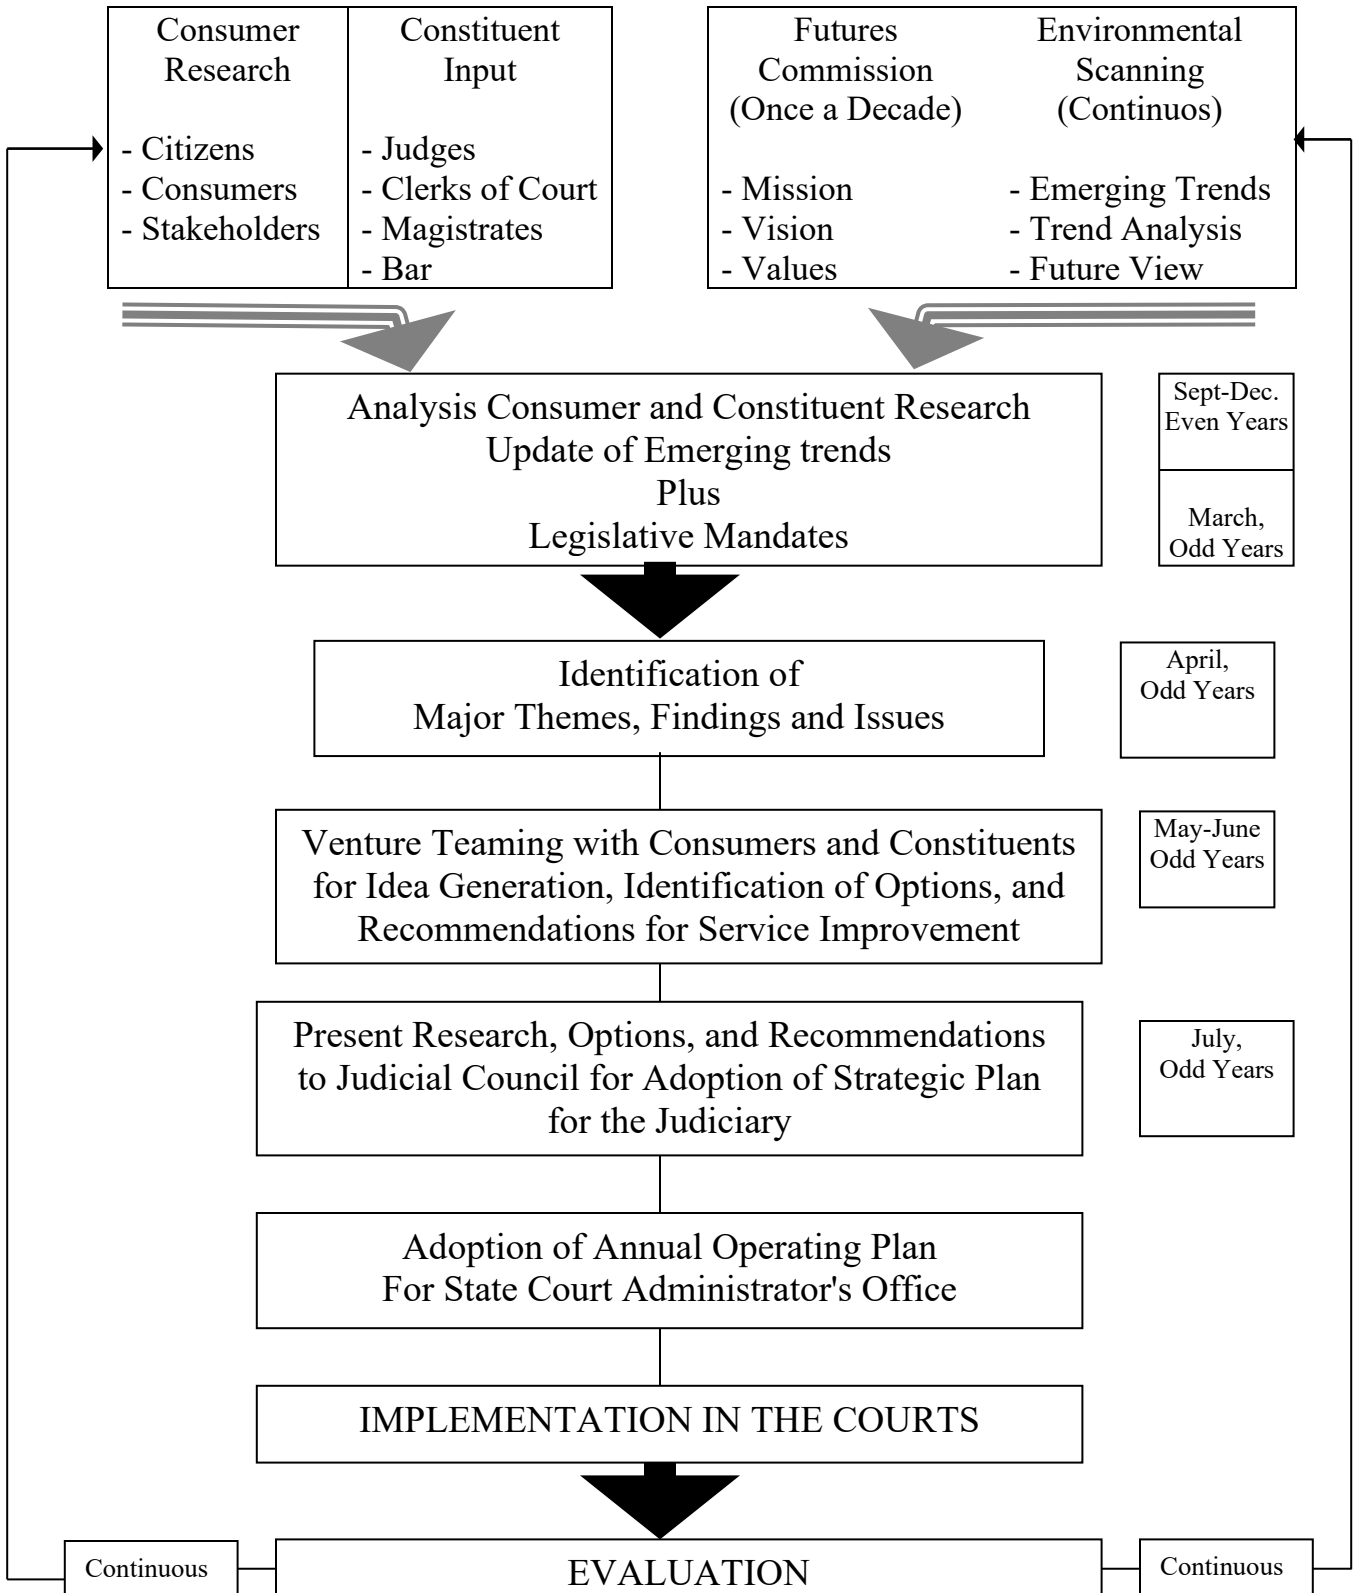 Consumer
Research
- Citizens
- Consumers
- Stakeholders
Constituent
Input
- Judges
- Clerks of Court
- Magistrates
- Bar
Futures
Commission
(Once a Decade)
- Mission
- Vision
- Values
Environmental
Scanning
(Continuos)
- Emerging Trends
- Trend Analysis
- Future View
Analysis Consumer and Constituent Research
Update of Emerging trends
Plus
Legislative Mandates
Sept-Dec.
Even Years
March,
Odd Years
Identification of
Major Themes, Findings and Issues
April,
Odd Years
Venture Teaming with Consumers and Constituents
for Idea Generation, Identification of Options, and
Recommendations for Service Improvement
May-June
Odd Years
Present Research, Options, and Recommendations
to Judicial Council for Adoption of Strategic Plan
for the Judiciary
July,
Odd Years
Adoption of Annual Operating Plan
For State Court Administrator's Office
IMPLEMENTATION IN THE COURTS
Continuous
EVALUATION
Continuous